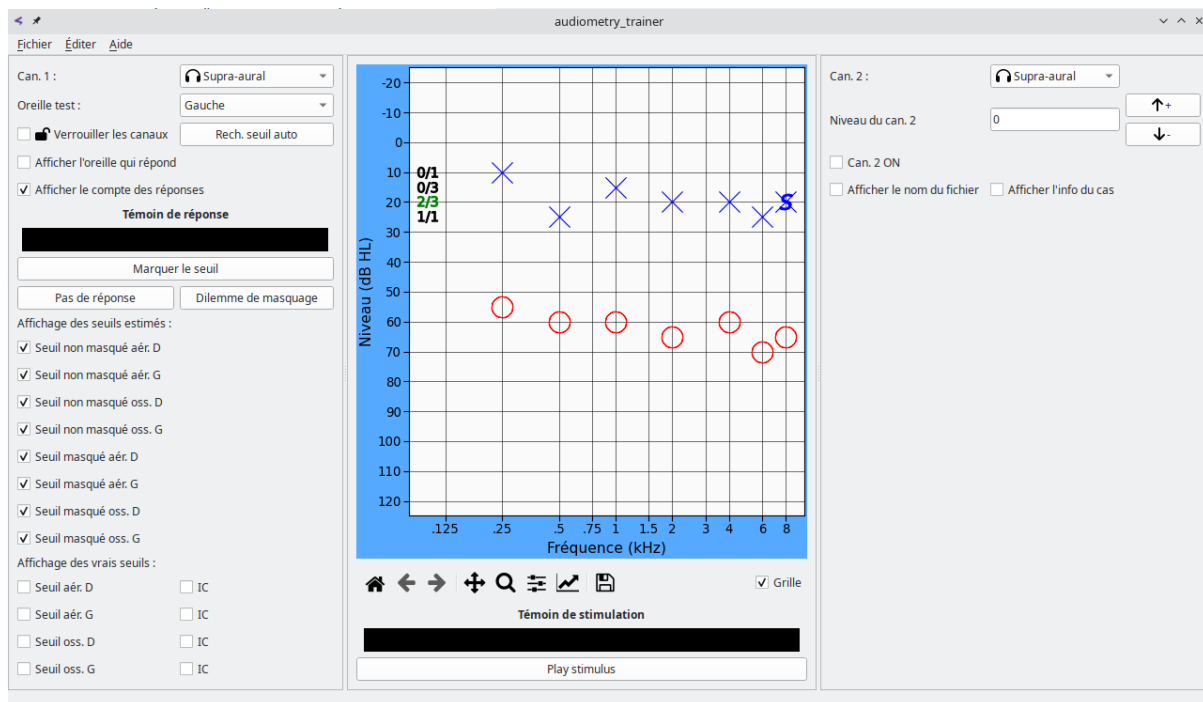 audiometry_trainer
Fichier Éditer Aide
Can. 1 : Supra-aural
Oreille test : Gauche
Verrouiller les canaux Rech. seuil auto
Afficher l'oreille qui répond
Afficher le compte des réponses
Témoin de réponse
Marquer le seuil
Pas de réponse Dilemme de masquage
Affichage des seuils estimés :
Seuil non masqué aér. D
Seuil non masqué aér. G
Seuil non masqué oss. D
Seuil non masqué oss. G
Seuil masqué aér. D
Seuil masqué aér. G
Seuil masqué oss. D
Seuil masqué oss. G
Affichage des vrais seuils :
Seuil aér. D IC
Seuil aér. G IC
Seuil oss. D IC
Seuil oss. G IC
Niveau (dB HL)
-20
-10
0
10
20
30
40
50
60
70
80
90
100
110
120
0/1
0/3
2/3
1/1
S
.125 .25 .5 .75 1 1.5 2 3 4 6 8
Fréquence (kHz)
Grille
Témoin de stimulation
Play stimulus
Can. 2 : Supra-aural
Niveau du can. 2 0
+
-
Can. 2 ON
Afficher le nom du fichier Afficher l'info du cas